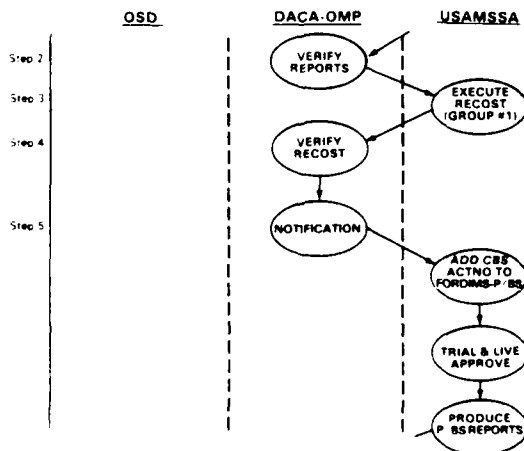 OSD DACA-OMP USAMSSA
Step 2
VERIFY
REPORTS
Step 3
EXECUTE
RECOST
(GROUP #1)
Step 4
VERIFY
RECOST
Step 5
NOTIFICATION
ADD CBS
ACTNO TO
FORDIMS-P/BS
TRIAL & LIVE
APPROVE
PRODUCE
P/BS REPORTS